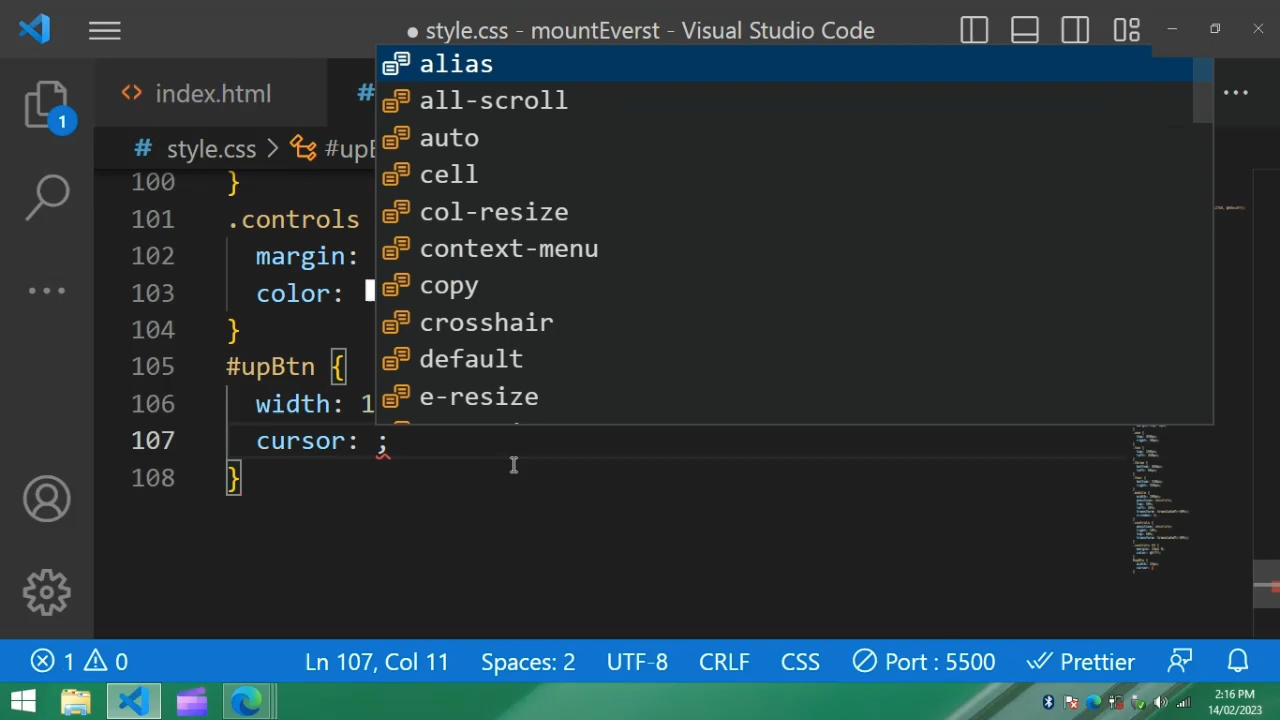 ● style.css - mountEverst - Visual Studio Code
<> index.html
#
# style.css > #upB
100 }
101 .controls
102 margin:
103 color:
104 }
105 #upBtn {
106 width: 1
107 cursor: ;
108 }
alias
all-scroll
auto
cell
col-resize
context-menu
copy
crosshair
default
e-resize
1
1 0
Ln 107, Col 11
Spaces: 2
UTF-8
CRLF
CSS
Port : 5500
Prettier
2:16 PM
14/02/2023